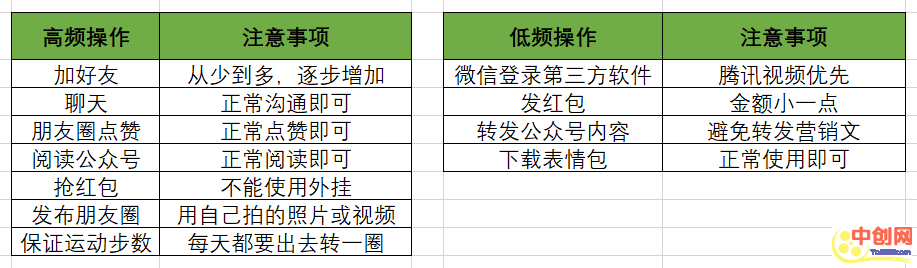 高频操作 注意事项
加好友 从少到多，逐步增加
聊天 正常沟通即可
朋友圈点赞 正常点赞即可
阅读公众号 正常阅读即可
抢红包 不能使用外挂
发布朋友圈 用自己拍的照片或视频
保证运动步数 每天都要出去转一圈
低频操作 注意事项
微信登录第三方软件 腾讯视频优先
发红包 金额小一点
转发公众号内容 避免转发营销文
下载表情包 正常使用即可
中创网